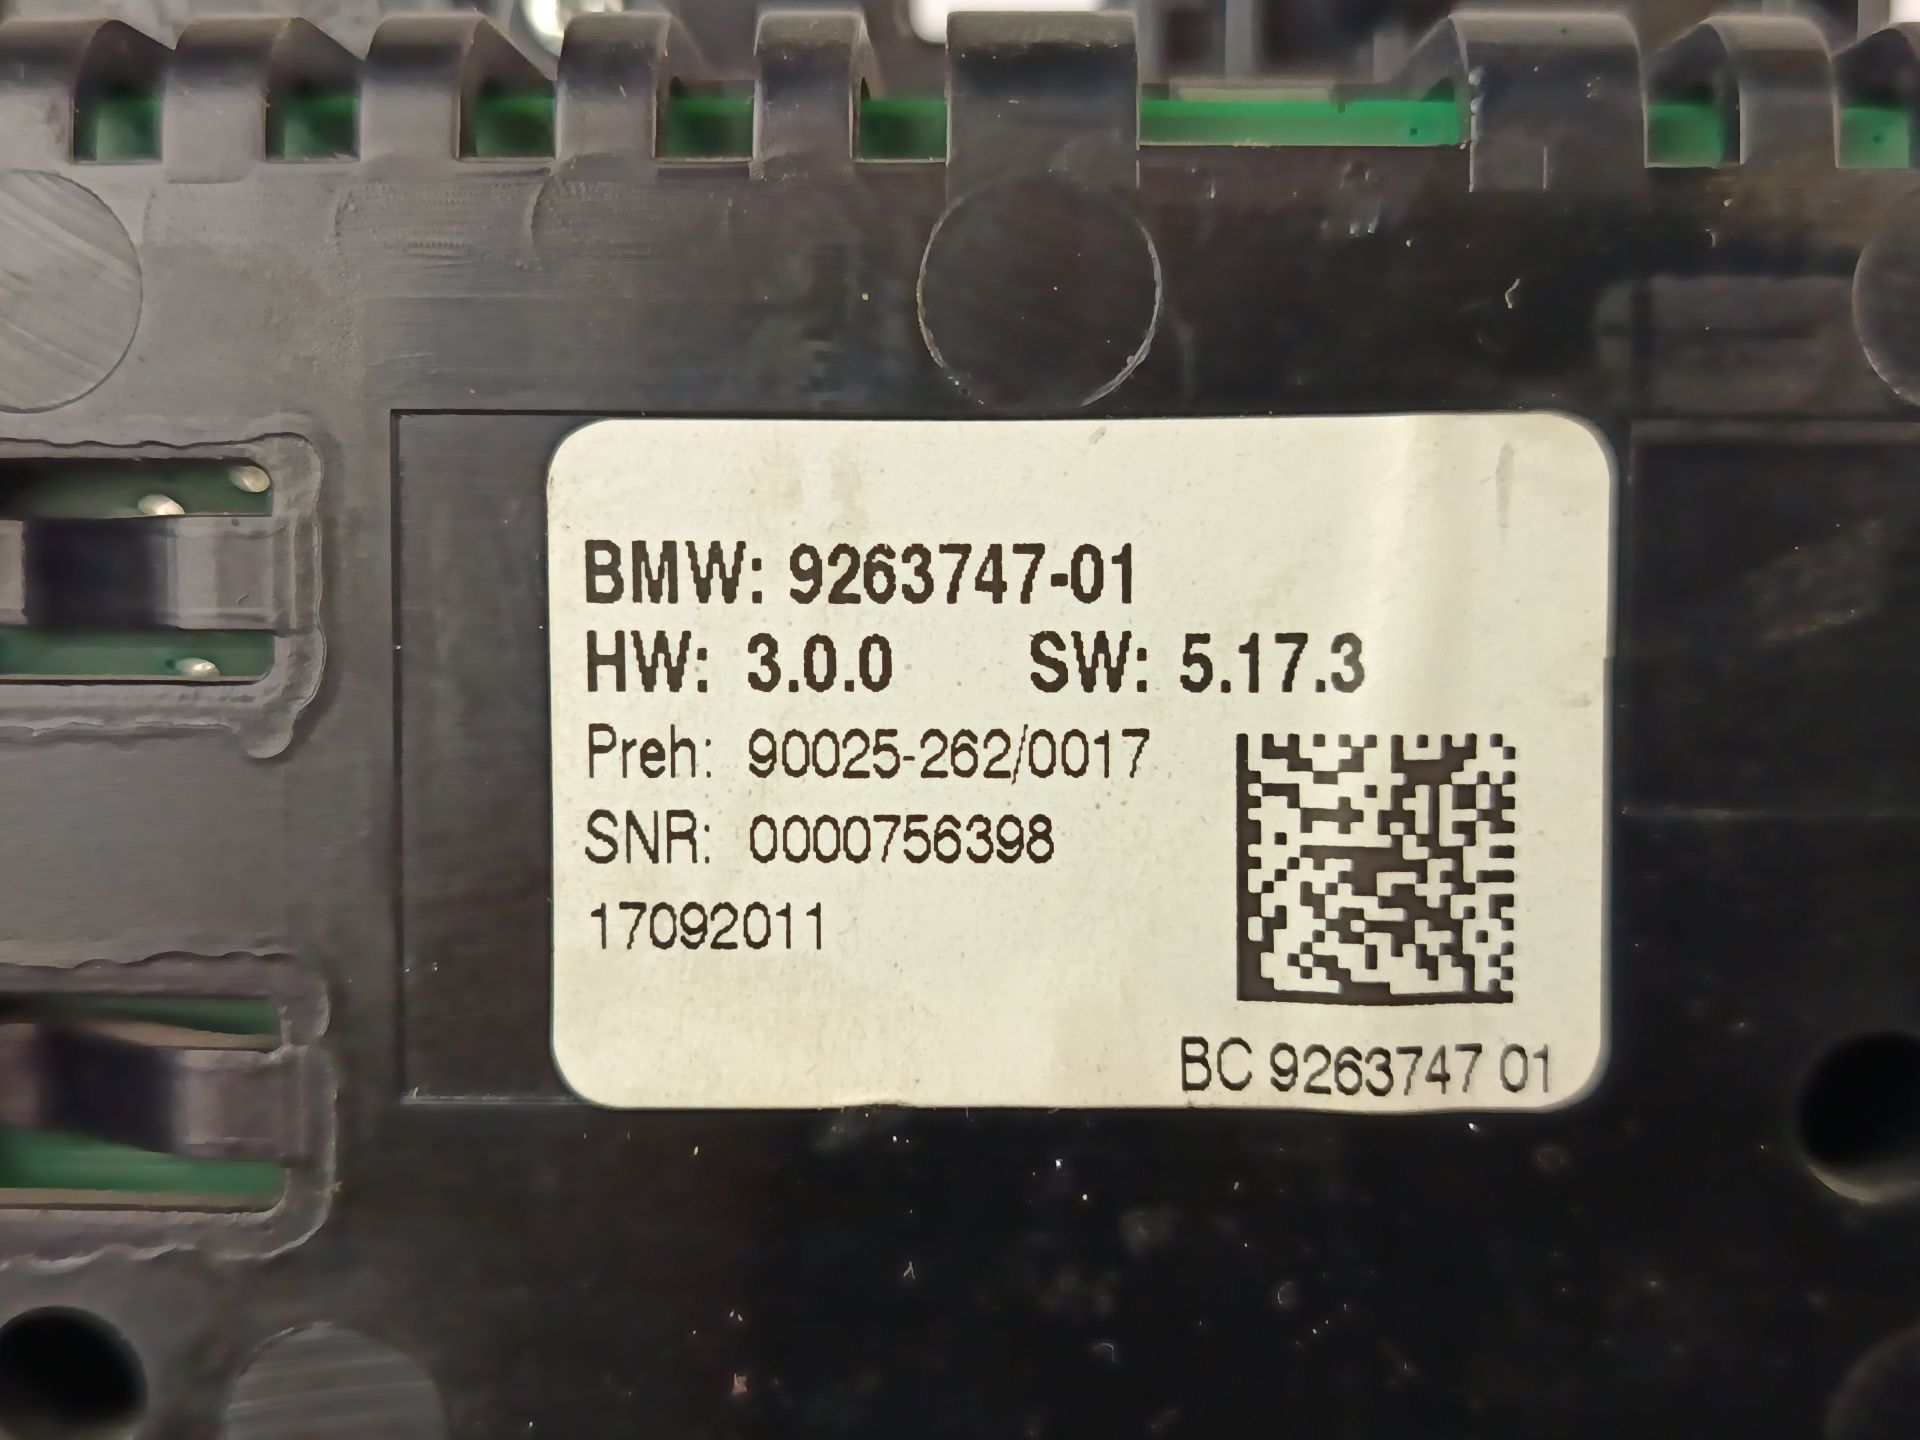 BMW: 9263747-01
HW: 3.0.0 SW: 5.17.3
Preh: 90025-262/0017
SNR: 0000756398
17092011
BC 9263747 01